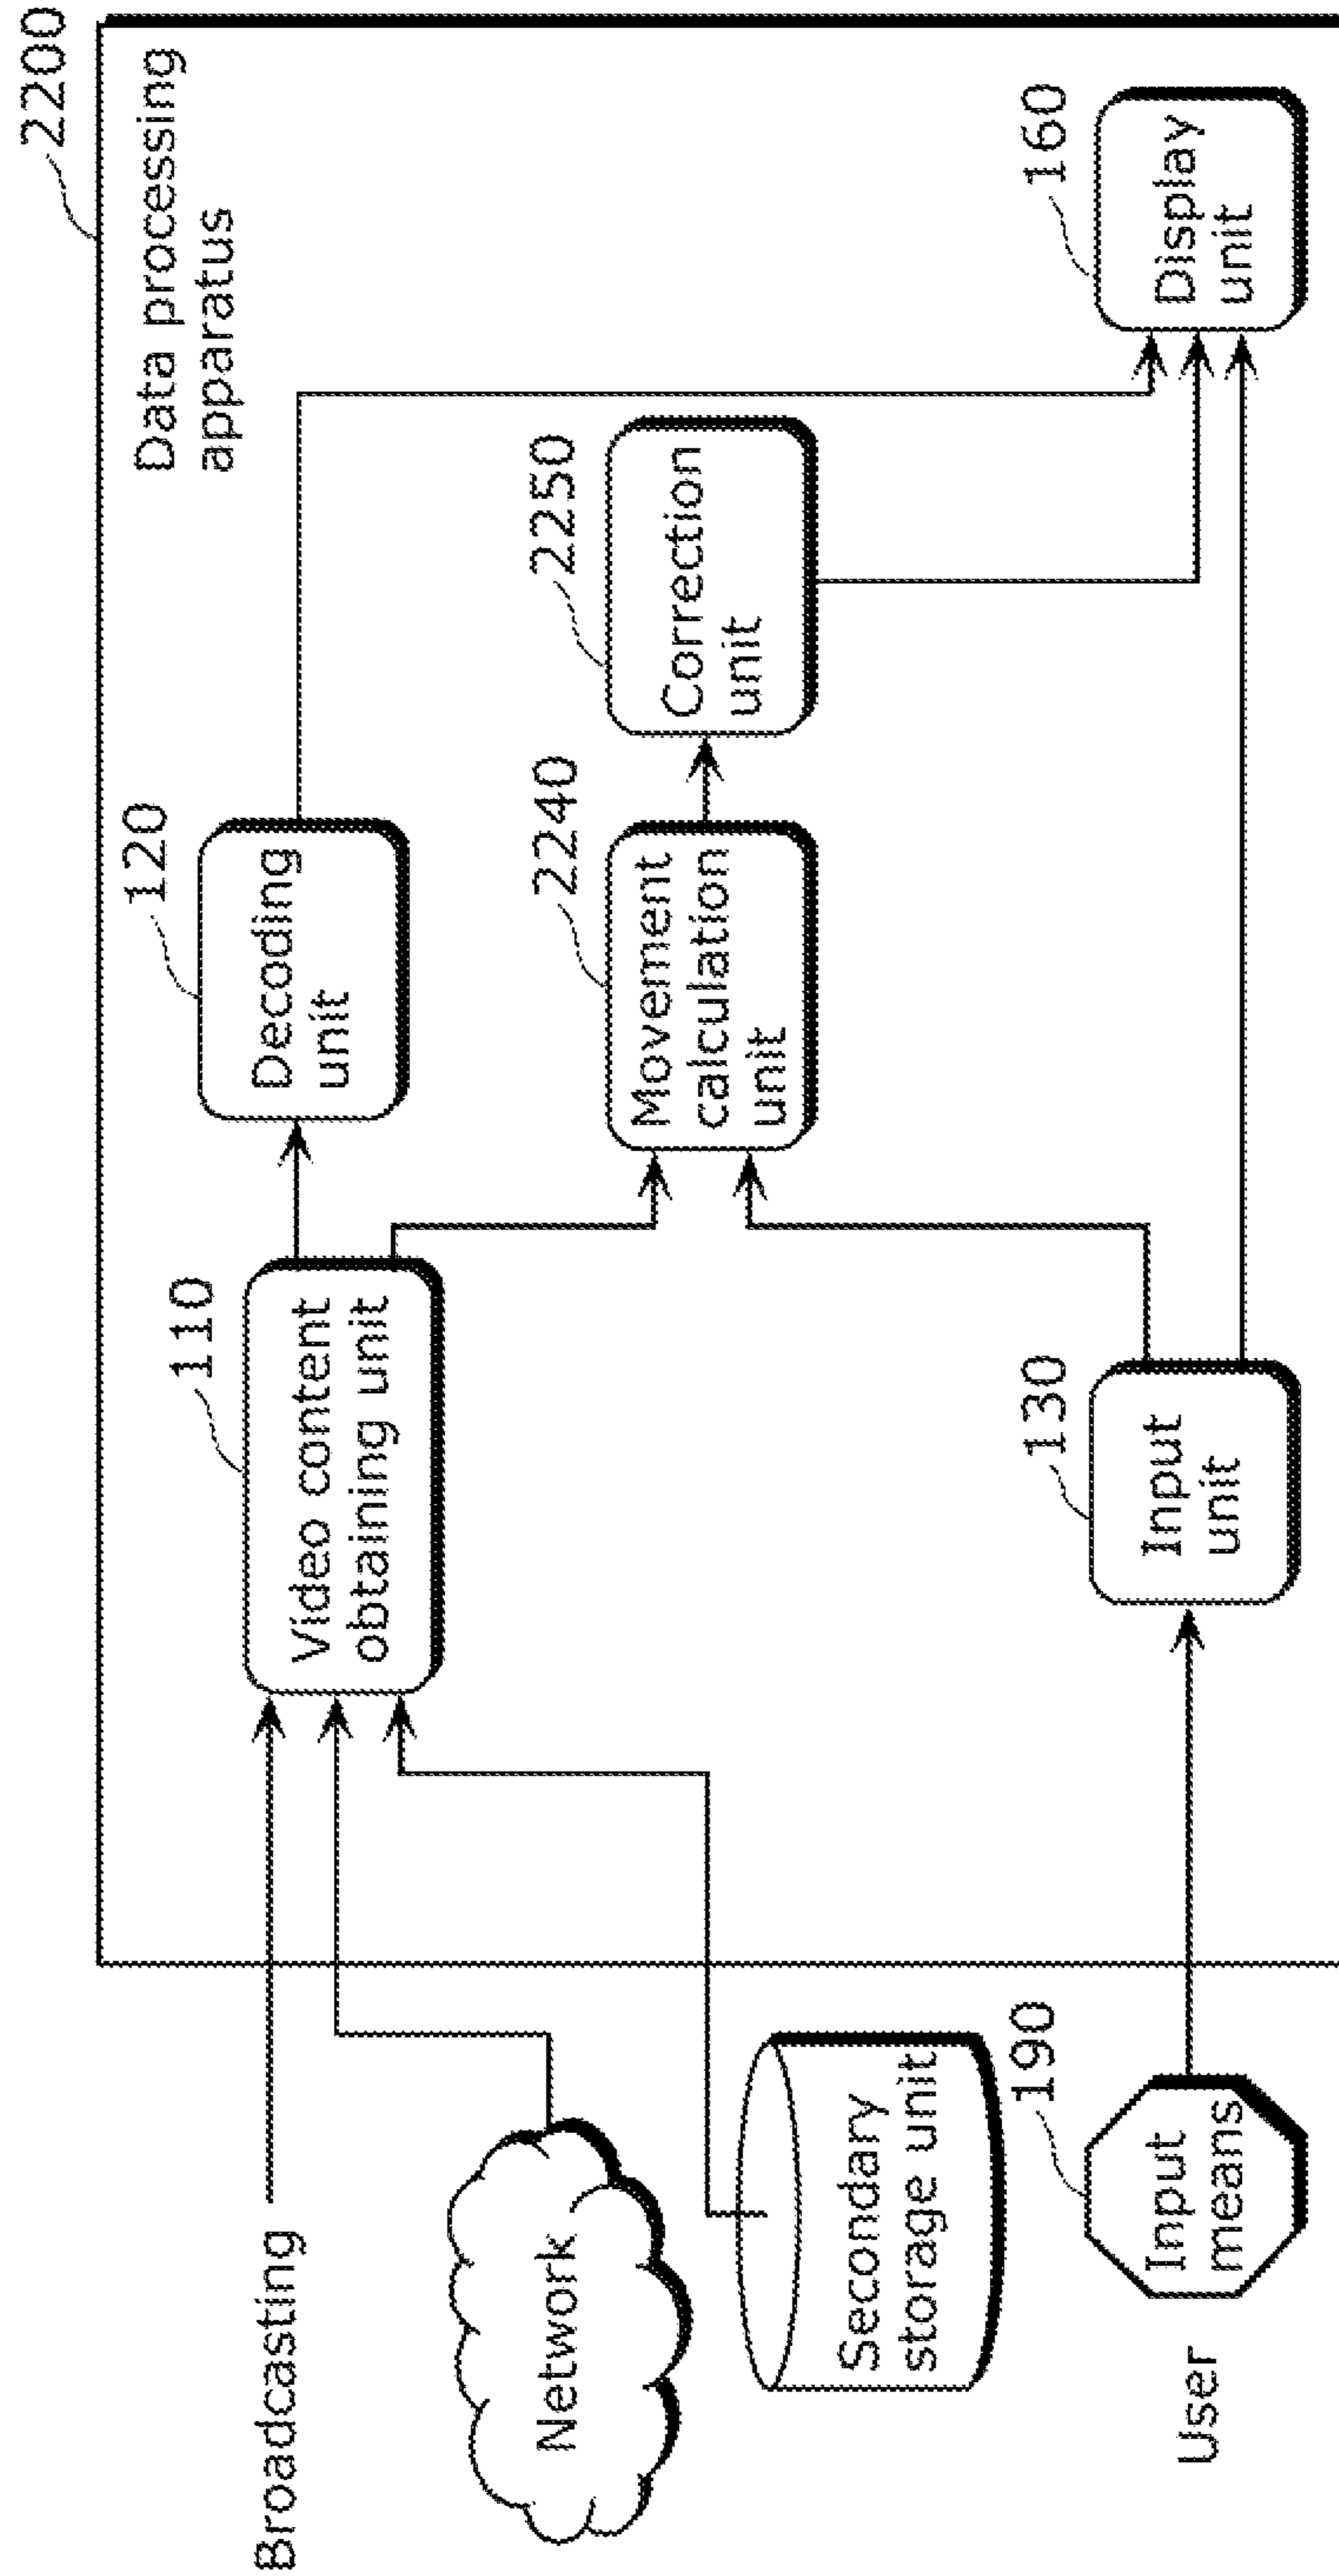 2200
Data processing
apparatus
Broadcasting
110
Video content
obtaining unit
120
Decoding
unit
Network
2240
Movement
calculation
unit
2250
Correction
unit
Secondary
storage unit
190
Input
means
User
130
Input
unit
160
Display
unit